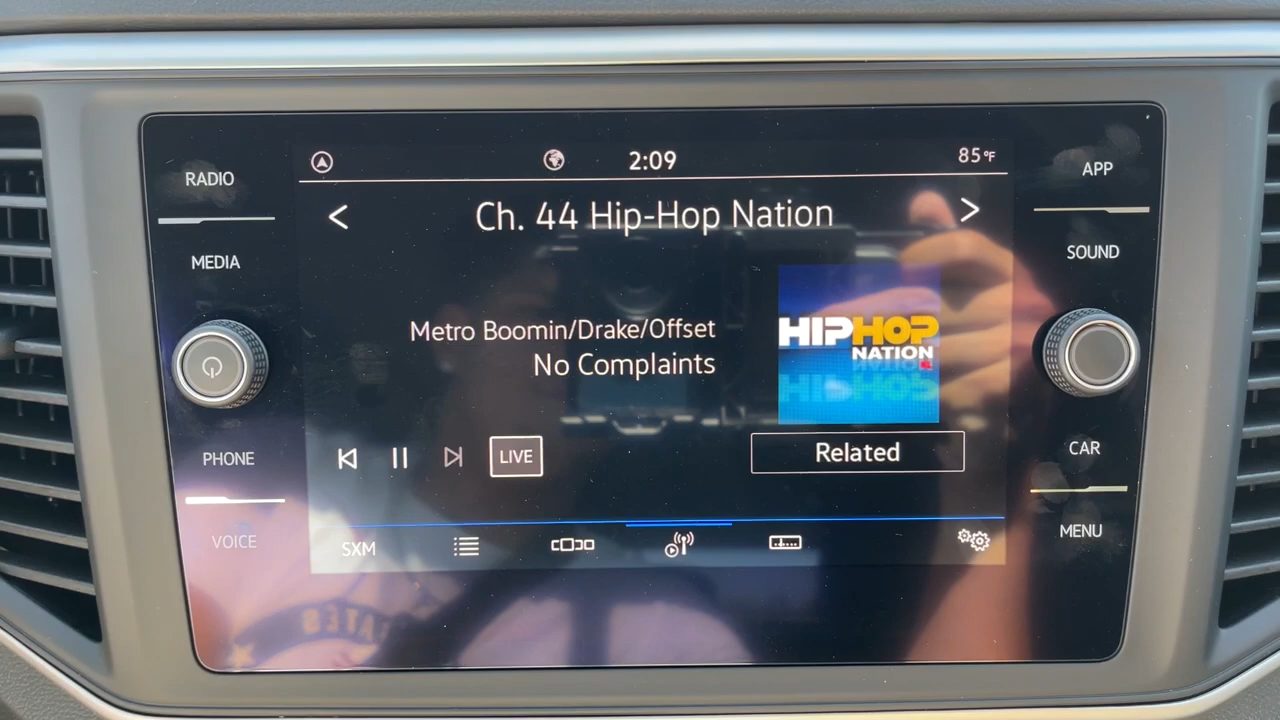 RADIO
MEDIA
PHONE
VOICE
2:09
85°F
Ch. 44 Hip-Hop Nation
Metro Boomin/Drake/Offset
No Complaints
HIPHOP
NATION
LIVE
Related
SXM
APP
SOUND
CAR
MENU